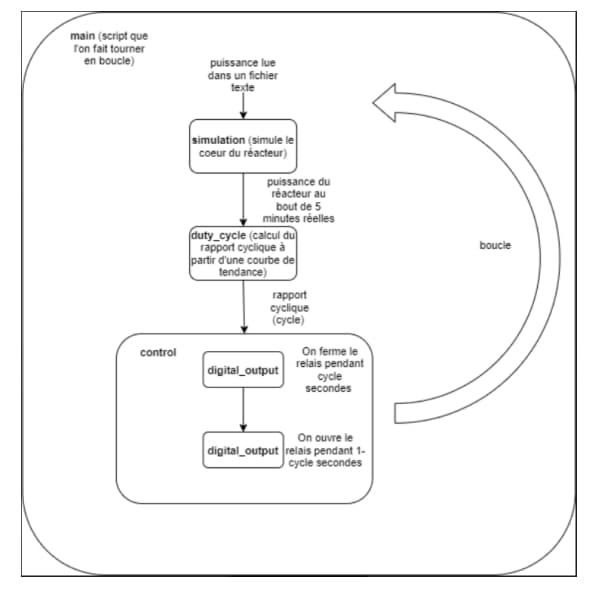 main (script que
l'on fait tourner
en boucle)
puissance lue
dans un fichier
texte
simulation (simule le
coeur du réacteur)
puissance du
réacteur au
bout de 5
minutes réelles
duty_cycle (calcul du
rapport cyclique à
partir d'une courbe de
tendance)
boucle
rapport
cyclique
(cycle)
control
digital_output
On ferme le
relais pendant
cycle
secondes
digital_output
On ouvre le
relais pendant 1-
cycle secondes